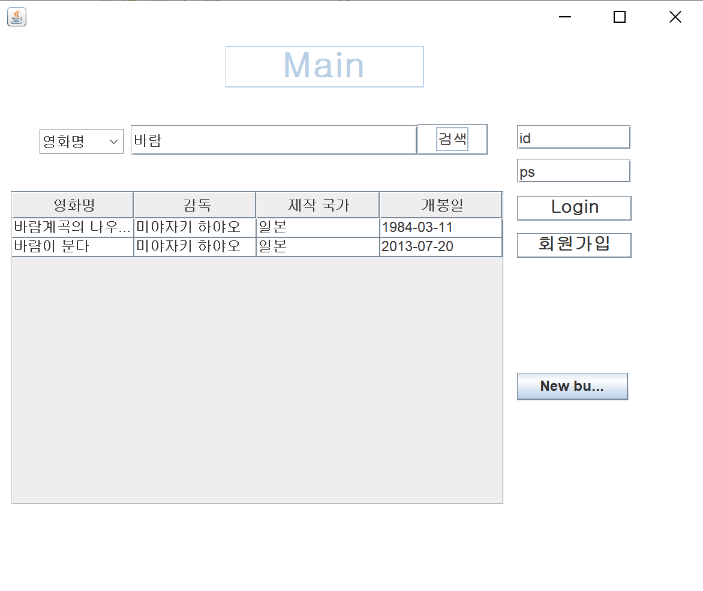 Main
영화명 바람 검색 id
ps
Login
회원가입
영화명 감독 제작 국가 개봉일
바람계곡의 나우... 미야자키 하야오 일본 1984-03-11
바람이 분다 미야자키 하야오 일본 2013-07-20
New bu...